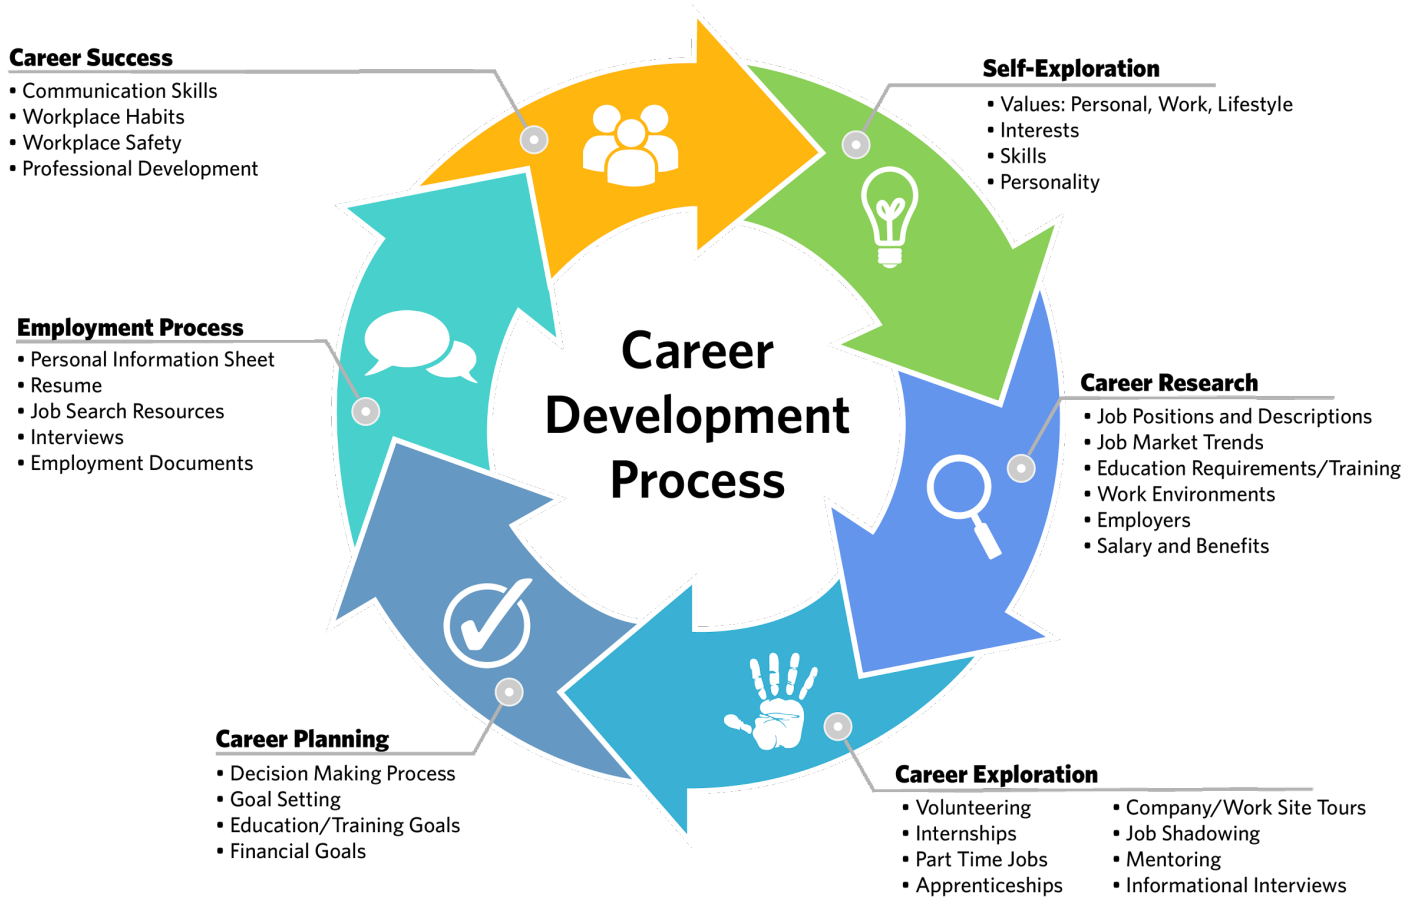 Career
Development
Process
Self-Exploration
• Values: Personal, Work, Lifestyle
• Interests
• Skills
• Personality
Career Research
• Job Positions and Descriptions
• Job Market Trends
• Education Requirements/Training
• Work Environments
• Employers
• Salary and Benefits
Career Exploration
• Volunteering
• Internships
• Part Time Jobs
• Apprenticeships
• Company/Work Site Tours
• Job Shadowing
• Mentoring
• Informational Interviews
Career Planning
• Decision Making Process
• Goal Setting
• Education/Training Goals
• Financial Goals
Employment Process
• Personal Information Sheet
• Resume
• Job Search Resources
• Interviews
• Employment Documents
Career Success
• Communication Skills
• Workplace Habits
• Workplace Safety
• Professional Development